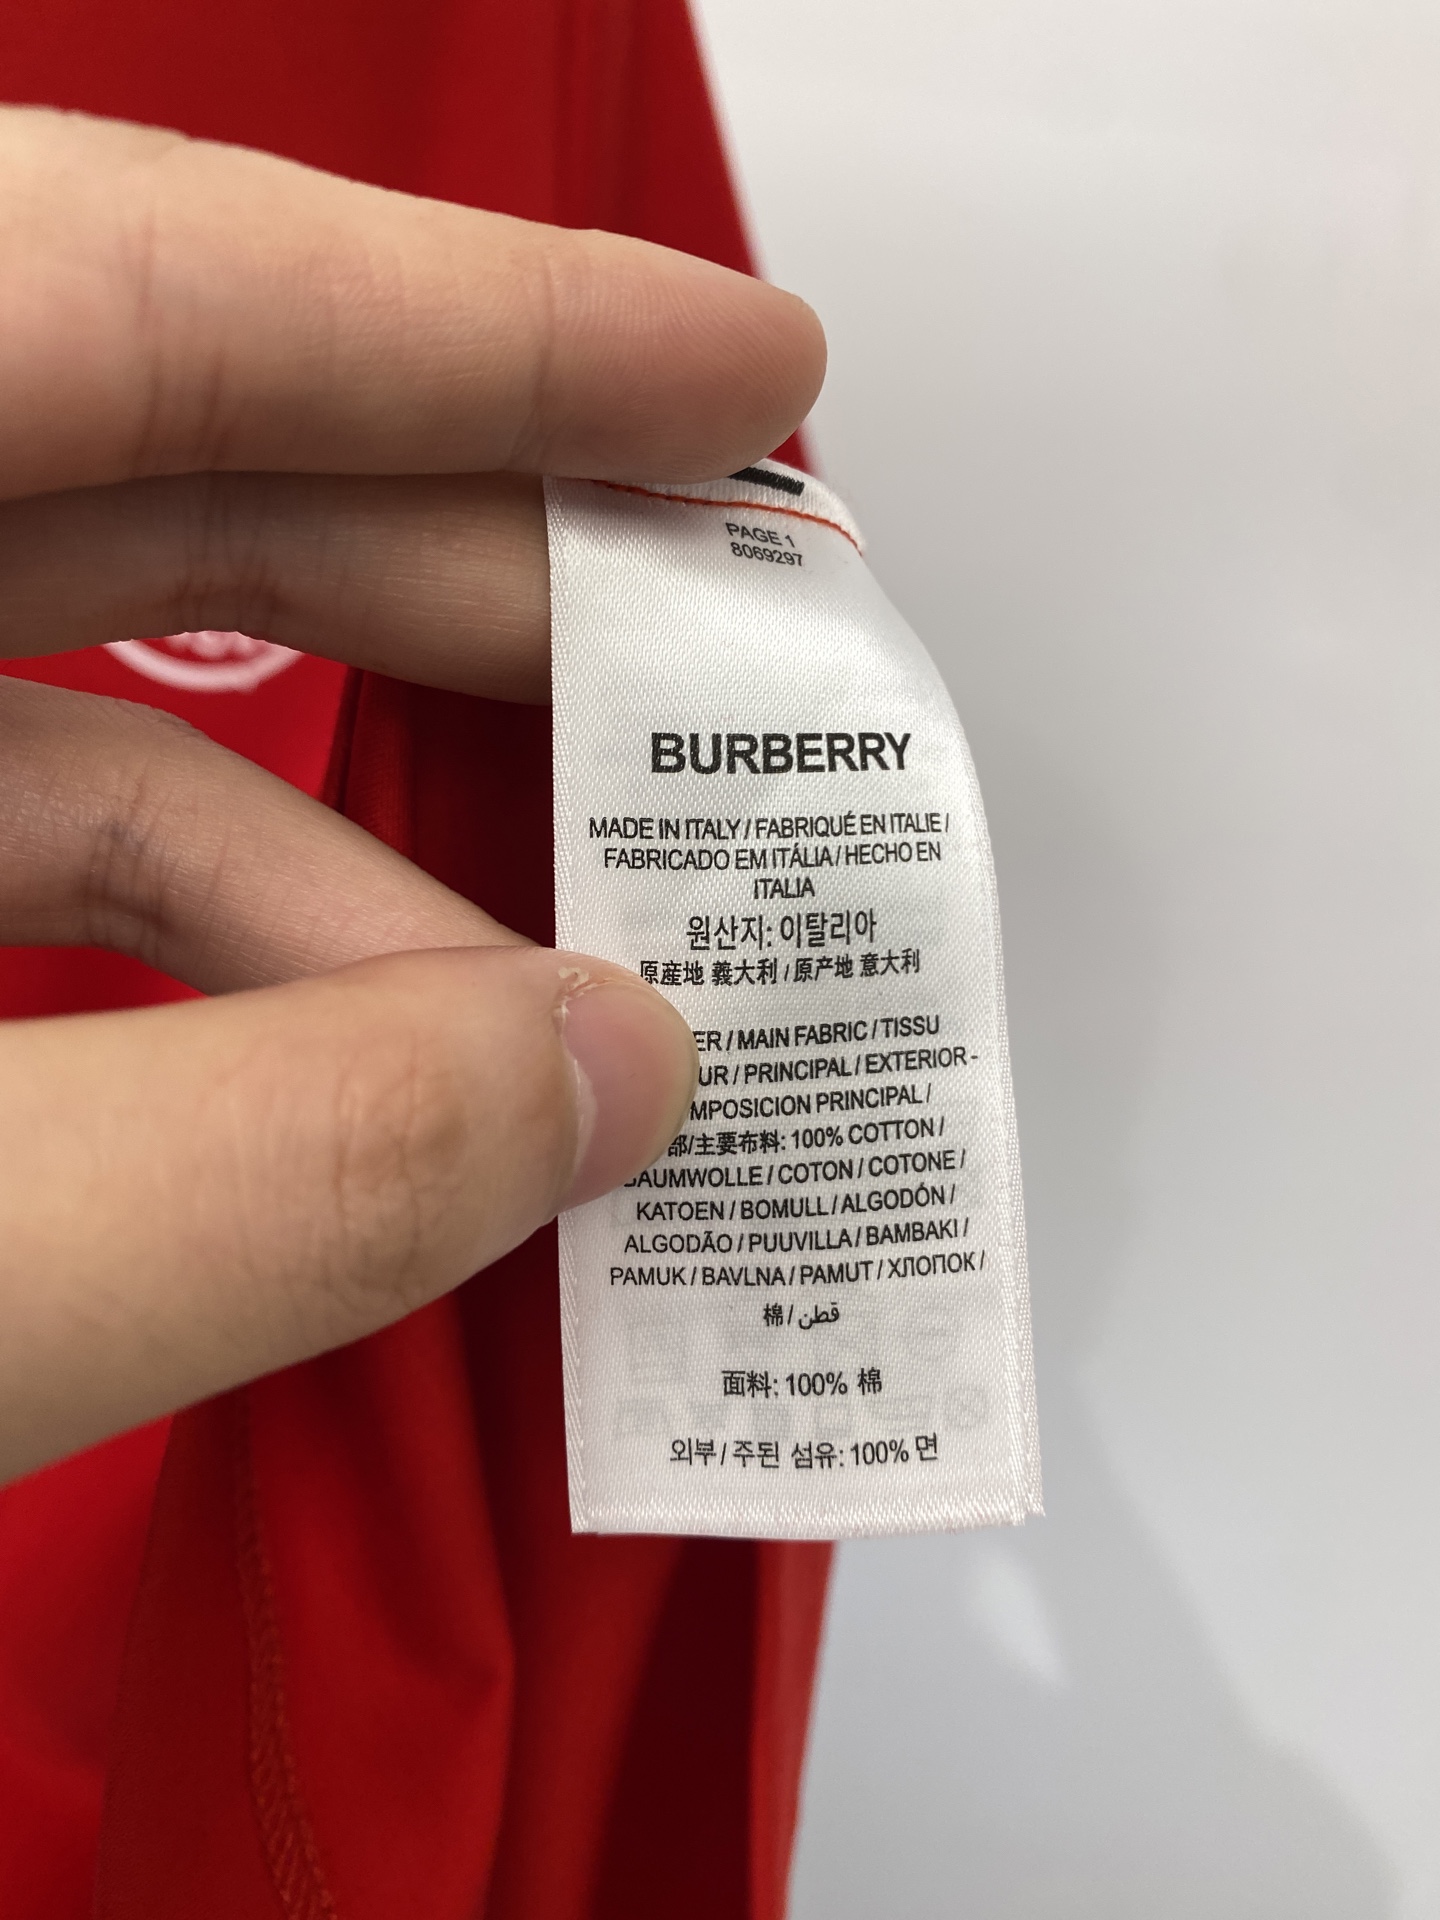 PAGE 1
8069297
BURBERRY
MADE IN ITALY / FABRIQUÉ EN ITALIE /
FABRICADO EM ITÁLIA / HECHO EN
ITALIA
원산지: 이탈리아
原産地 義大利 / 原产地 意大利
/ MAIN FABRIC / TISSU
/ PRINCIPAL / EXTERIOR -
PRINCIPAL /
部/主要布料: 100% COTTON /
/ COTON / COTONE /
KATOEN / BOMULL / ALGODÓN /
ALGODÃO / PUUVILLA / BAMBAKI /
PAMUK / BAVLNA / PAMUT / ХЛОПОК /
棉 / قطن
面料: 100% 棉
외부 / 주된 섬유: 100% 면